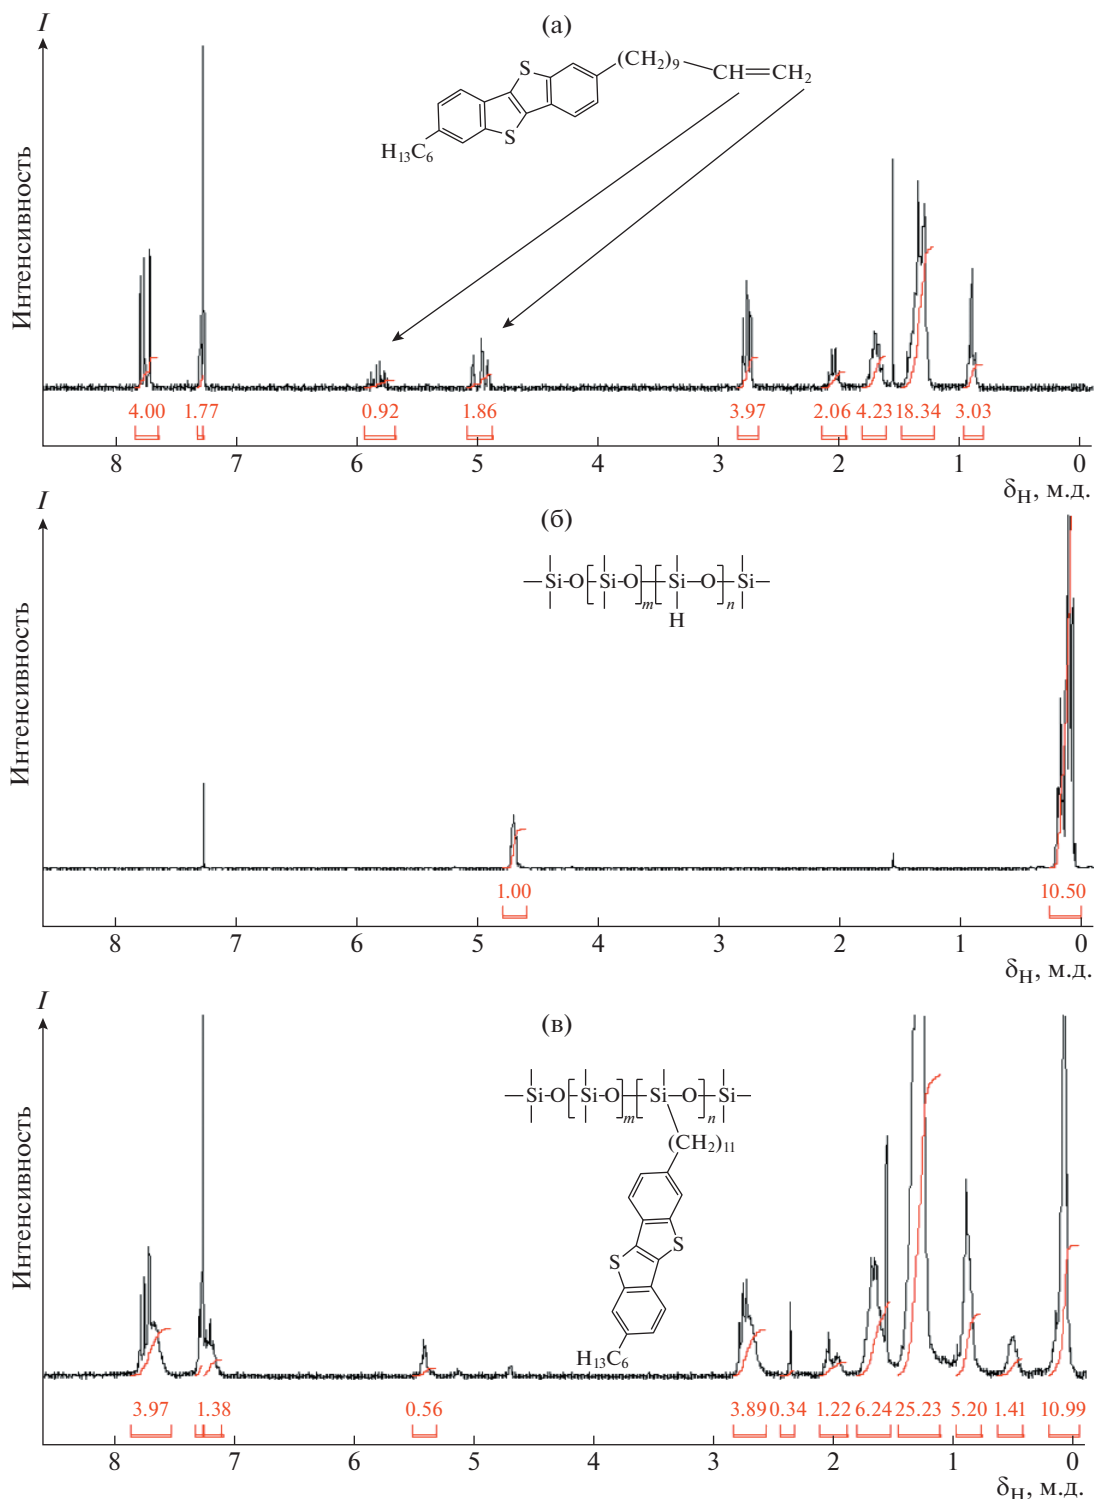 (а)
I
Интенсивность
S
S
(CH₂)₉
CH=CH₂
H₁₃C₆
4.00 1.77 0.92 1.86 3.97 2.06 4.23 18.34 3.03
8 7 6 5 4 3 2 1 0
δH, м.д.
(б)
I
Интенсивность
Si-O[Si-O]m[Si-O]nSi
H
1.00 10.50
8 7 6 5 4 3 2 1 0
δH, м.д.
(в)
I
Интенсивность
Si-O[Si-O]m[Si-O]nSi
(CH₂)₁₁
S
S
H₁₃C₆
3.97 1.38 0.56 3.89 0.34 1.22 6.24 25.23 5.20 1.41 10.99
8 7 6 5 4 3 2 1 0
δH, м.д.